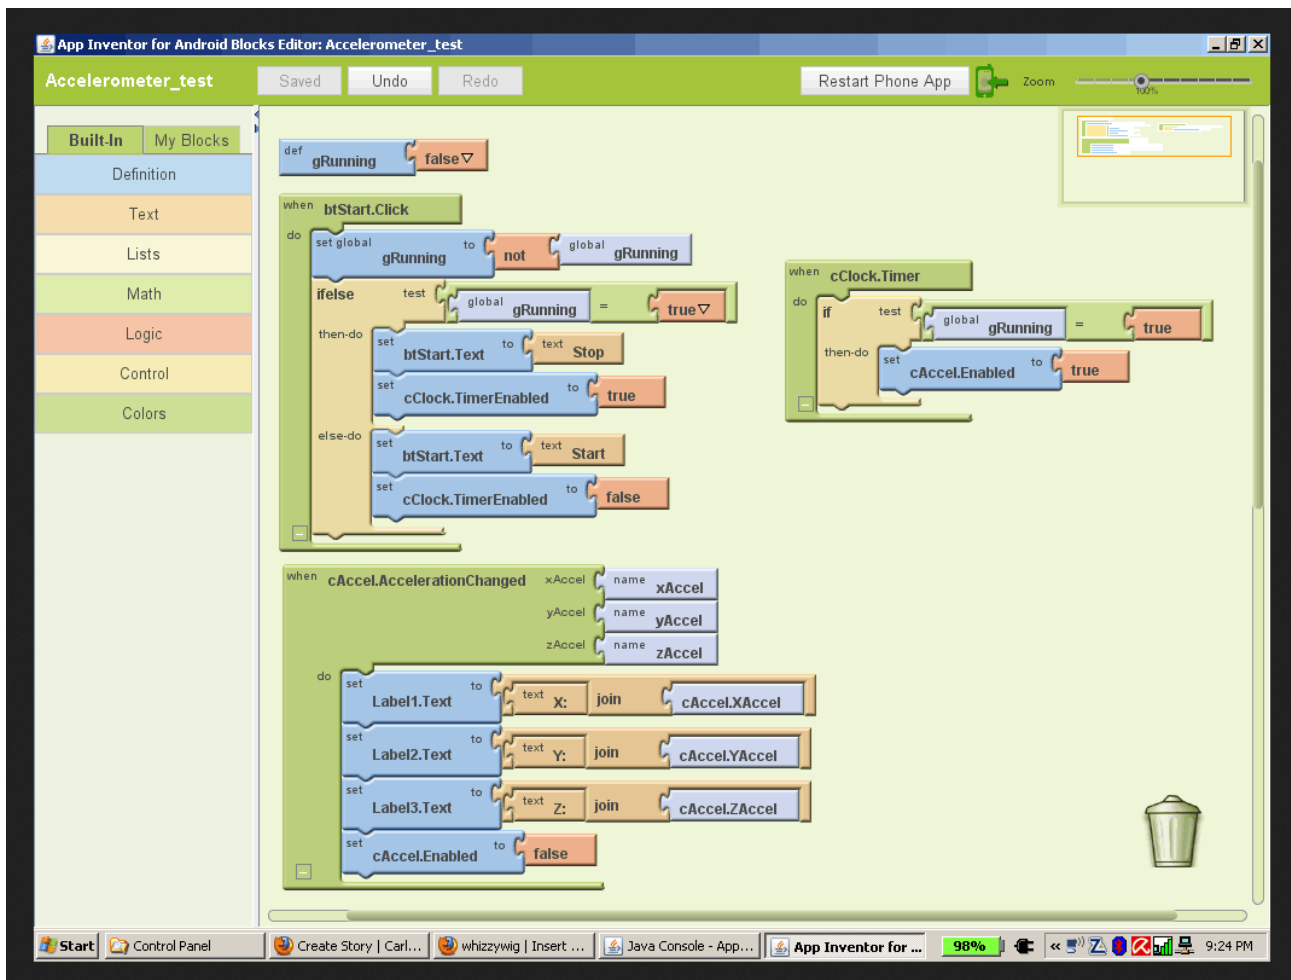 App Inventor for Android Blocks Editor: Accelerometer_test
Accelerometer_test
Saved
Undo
Redo
Restart Phone App
Zoom
100%
Built-In
My Blocks
Definition
Text
Lists
Math
Logic
Control
Colors
def gRunning false
when btStart.Click
do set global gRunning to not global gRunning
ifelse test global gRunning = true
then-do set btStart.Text to text Stop
set cClock.TimerEnabled to true
else-do set btStart.Text to text Start
set cClock.TimerEnabled to false
when cClock.Timer
do if test global gRunning = true
then-do set cAccel.Enabled to true
when cAccel.AccelerationChanged xAccel name xAccel
yAccel name yAccel
zAccel name zAccel
do set Label1.Text to text X: join cAccel.XAccel
set Label2.Text to text Y: join cAccel.YAccel
set Label3.Text to text Z: join cAccel.ZAccel
set cAccel.Enabled to false
Start
Control Panel
Create Story | Carl...
whizzywig | Insert ...
Java Console - App...
App Inventor for ...
98%
«
9:24 PM